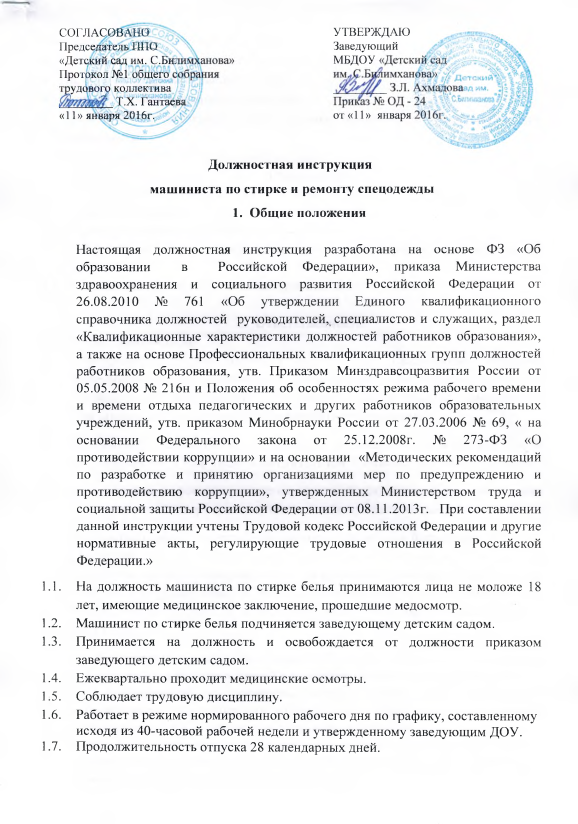 СОГЛАСОВАНО
Председатель ППО
«Детский сад им. С.Билимханова»
Протокол №1 общего собрания
трудового коллектива
Т.Х. Гантаева
«11» января 2016г.
УТВЕРЖДАЮ
Заведующий
МБДОУ «Детский сад
им. С.Билимханова»
З.Л. Ахмадова
Приказ № ОД - 24
от «11» января 2016г.
Детский
сад им.
С.Билимханова
Должностная инструкция
машиниста по стирке и ремонту спецодежды
1. Общие положения
Настоящая должностная инструкция разработана на основе ФЗ «Об
образовании в Российской Федерации», приказа Министерства
здравоохранения и социального развития Российской Федерации от
26.08.2010 № 761 «Об утверждении Единого квалификационного
справочника должностей руководителей, специалистов и служащих, раздел
«Квалификационные характеристики должностей работников образования»,
а также на основе Профессиональных квалификационных групп должностей
работников образования, утв. Приказом Минздравсоцразвития России от
05.05.2008 № 216н и Положения об особенностях режима рабочего времени
и времени отдыха педагогических и других работников образовательных
учреждений, утв. приказом Минобрнауки России от 27.03.2006 № 69, « на
основании Федерального закона от 25.12.2008г. № 273-ФЗ «О
противодействии коррупции» и на основании «Методических рекомендаций
по разработке и принятию организациями мер по предупреждению и
противодействию коррупции», утвержденных Министерством труда и
социальной защиты Российской Федерации от 08.11.2013г. При составлении
данной инструкции учтены Трудовой кодекс Российской Федерации и другие
нормативные акты, регулирующие трудовые отношения в Российской
Федерации.»
1.1. На должность машиниста по стирке белья принимаются лица не моложе 18
лет, имеющие медицинское заключение, прошедшие медосмотр.
1.2. Машинист по стирке белья подчиняется заведующему детским садом.
1.3. Принимается на должность и освобождается от должности приказом
заведующего детским садом.
1.4. Ежеквартально проходит медицинские осмотры.
1.5. Соблюдает трудовую дисциплину.
1.6. Работает в режиме нормированного рабочего дня по графику, составленному
исходя из 40-часовой рабочей недели и утвержденному заведующим ДОУ.
1.7. Продолжительность отпуска 28 календарных дней.